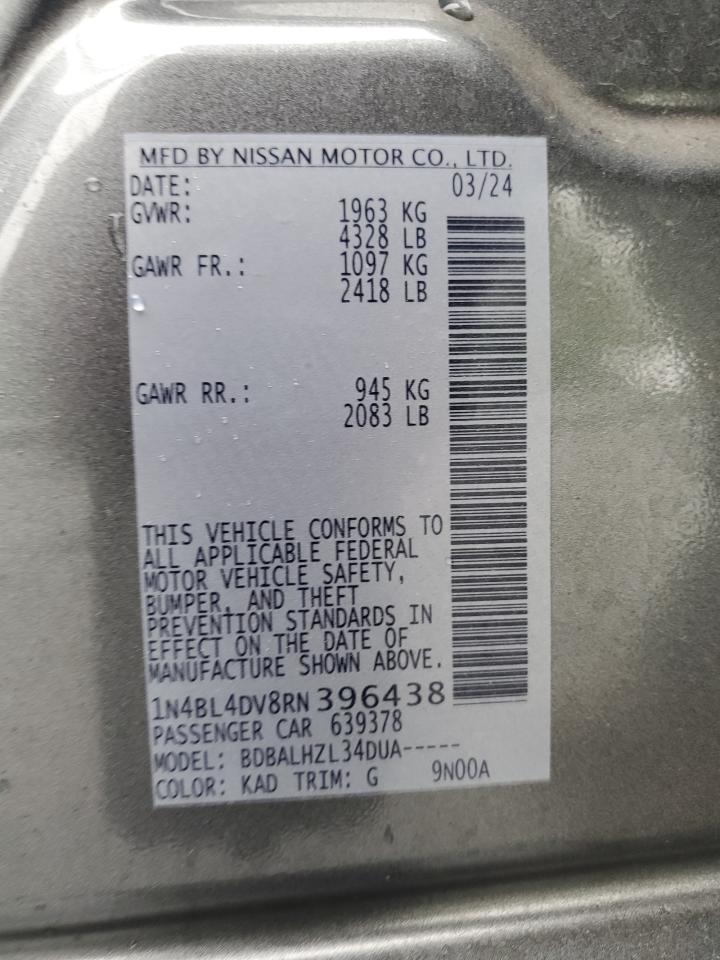 MFD BY NISSAN MOTOR CO., LTD.
DATE: 03/24
GVWR: 1963 KG
4328 LB
GAWR FR.: 1097 KG
2418 LB
GAWR RR.: 945 KG
2083 LB
THIS VEHICLE CONFORMS TO
ALL APPLICABLE FEDERAL
MOTOR VEHICLE SAFETY,
BUMPER, AND THEFT
PREVENTION STANDARDS IN
EFFECT ON THE DATE OF
MANUFACTURE SHOWN ABOVE.
1N4BL4DV8RN396438
PASSENGER CAR 639378
MODEL: BDBALHZL34DUA-----
COLOR: KAD TRIM: G 9N00A